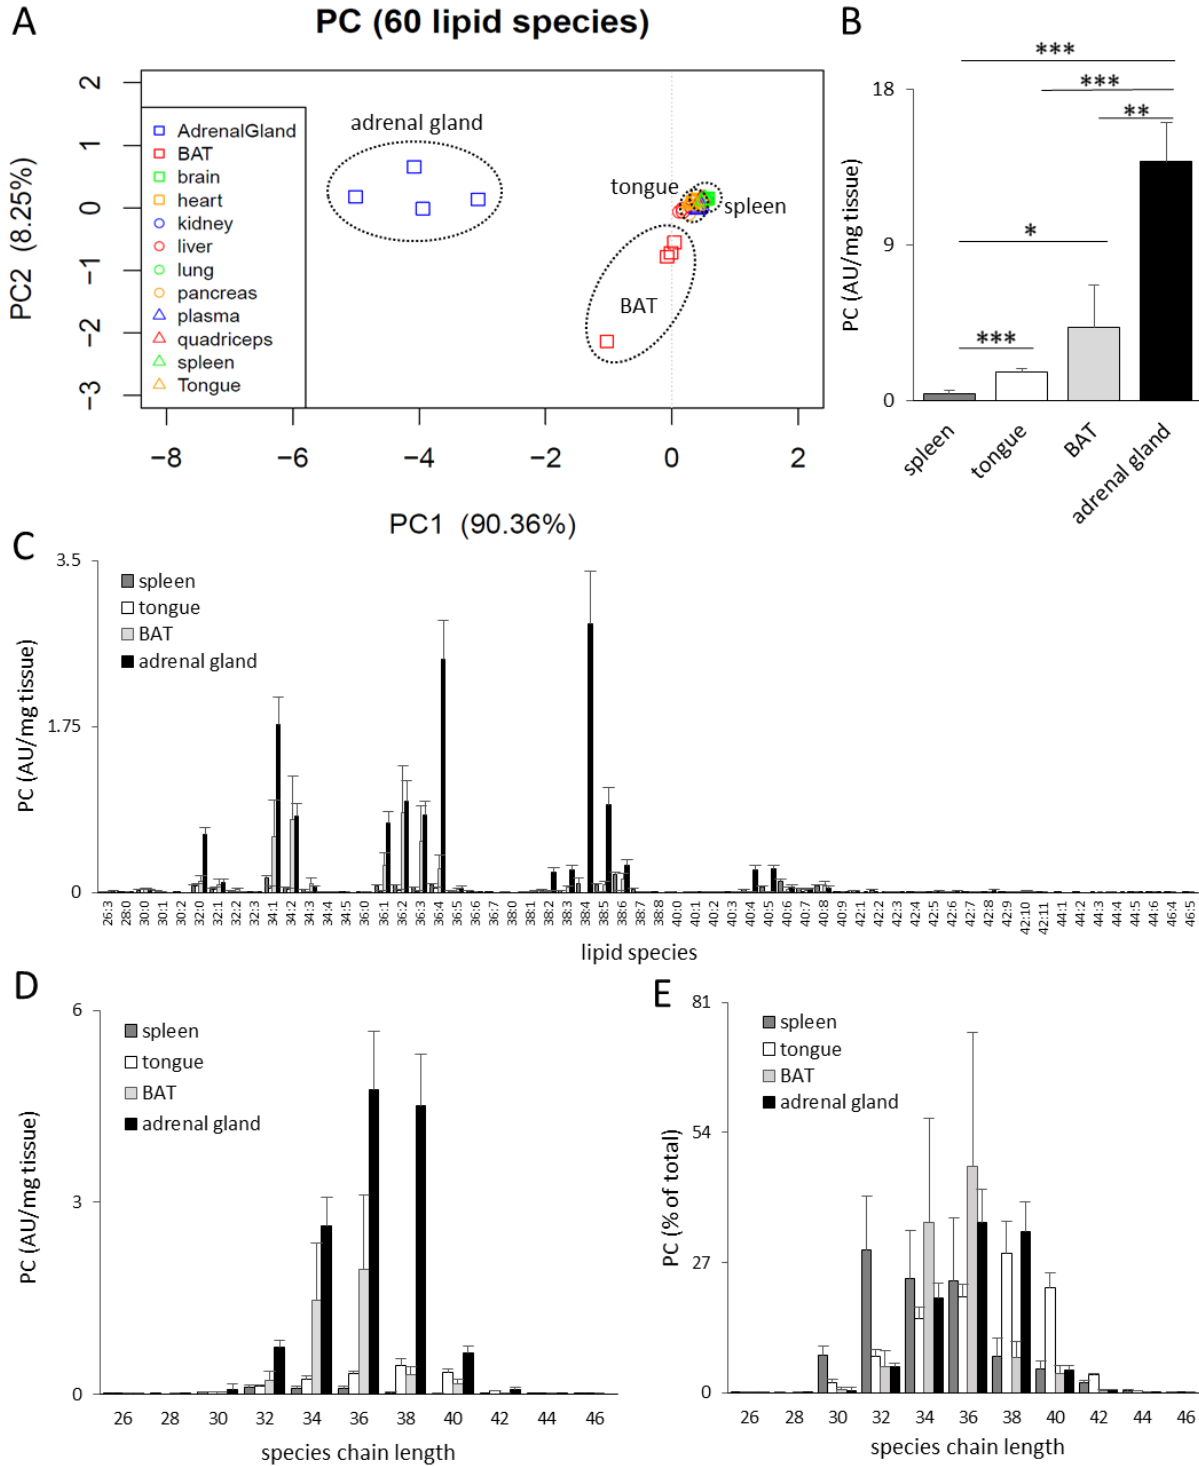 A
PC (60 lipid species)
PC2 (8.25%)
2
1
0
−1
−2
−3
AdrenalGland
BAT
brain
heart
kidney
liver
lung
pancreas
plasma
quadriceps
spleen
Tongue
adrenal gland
tongue
spleen
BAT
−8
−6
−4
−2
0
2
PC1 (90.36%)
B
PC (AU/mg tissue)
18
9
0
***
***
**
*
***
spleen
tongue
BAT
adrenal gland
C
PC (AU/mg tissue)
3.5
1.75
0
spleen
tongue
BAT
adrenal gland
26:3
28:0
30:0
30:1
30:2
32:0
32:1
32:2
32:3
34:1
34:2
34:3
34:4
34:5
36:0
36:1
36:2
36:3
36:4
36:5
36:6
36:7
38:0
38:1
38:2
38:3
38:4
38:5
38:6
38:7
38:8
40:0
40:1
40:2
40:3
40:4
40:5
40:6
40:7
40:8
40:9
42:1
42:2
42:3
42:4
42:5
42:6
42:7
42:8
42:9
42:10
42:11
44:1
44:2
44:3
44:4
44:5
44:6
46:4
46:5
lipid species
D
PC (AU/mg tissue)
6
3
0
spleen
tongue
BAT
adrenal gland
26
28
30
32
34
36
38
40
42
44
46
species chain length
E
PC (% of total)
81
54
27
0
spleen
tongue
BAT
adrenal gland
26
28
30
32
34
36
38
40
42
44
46
species chain length